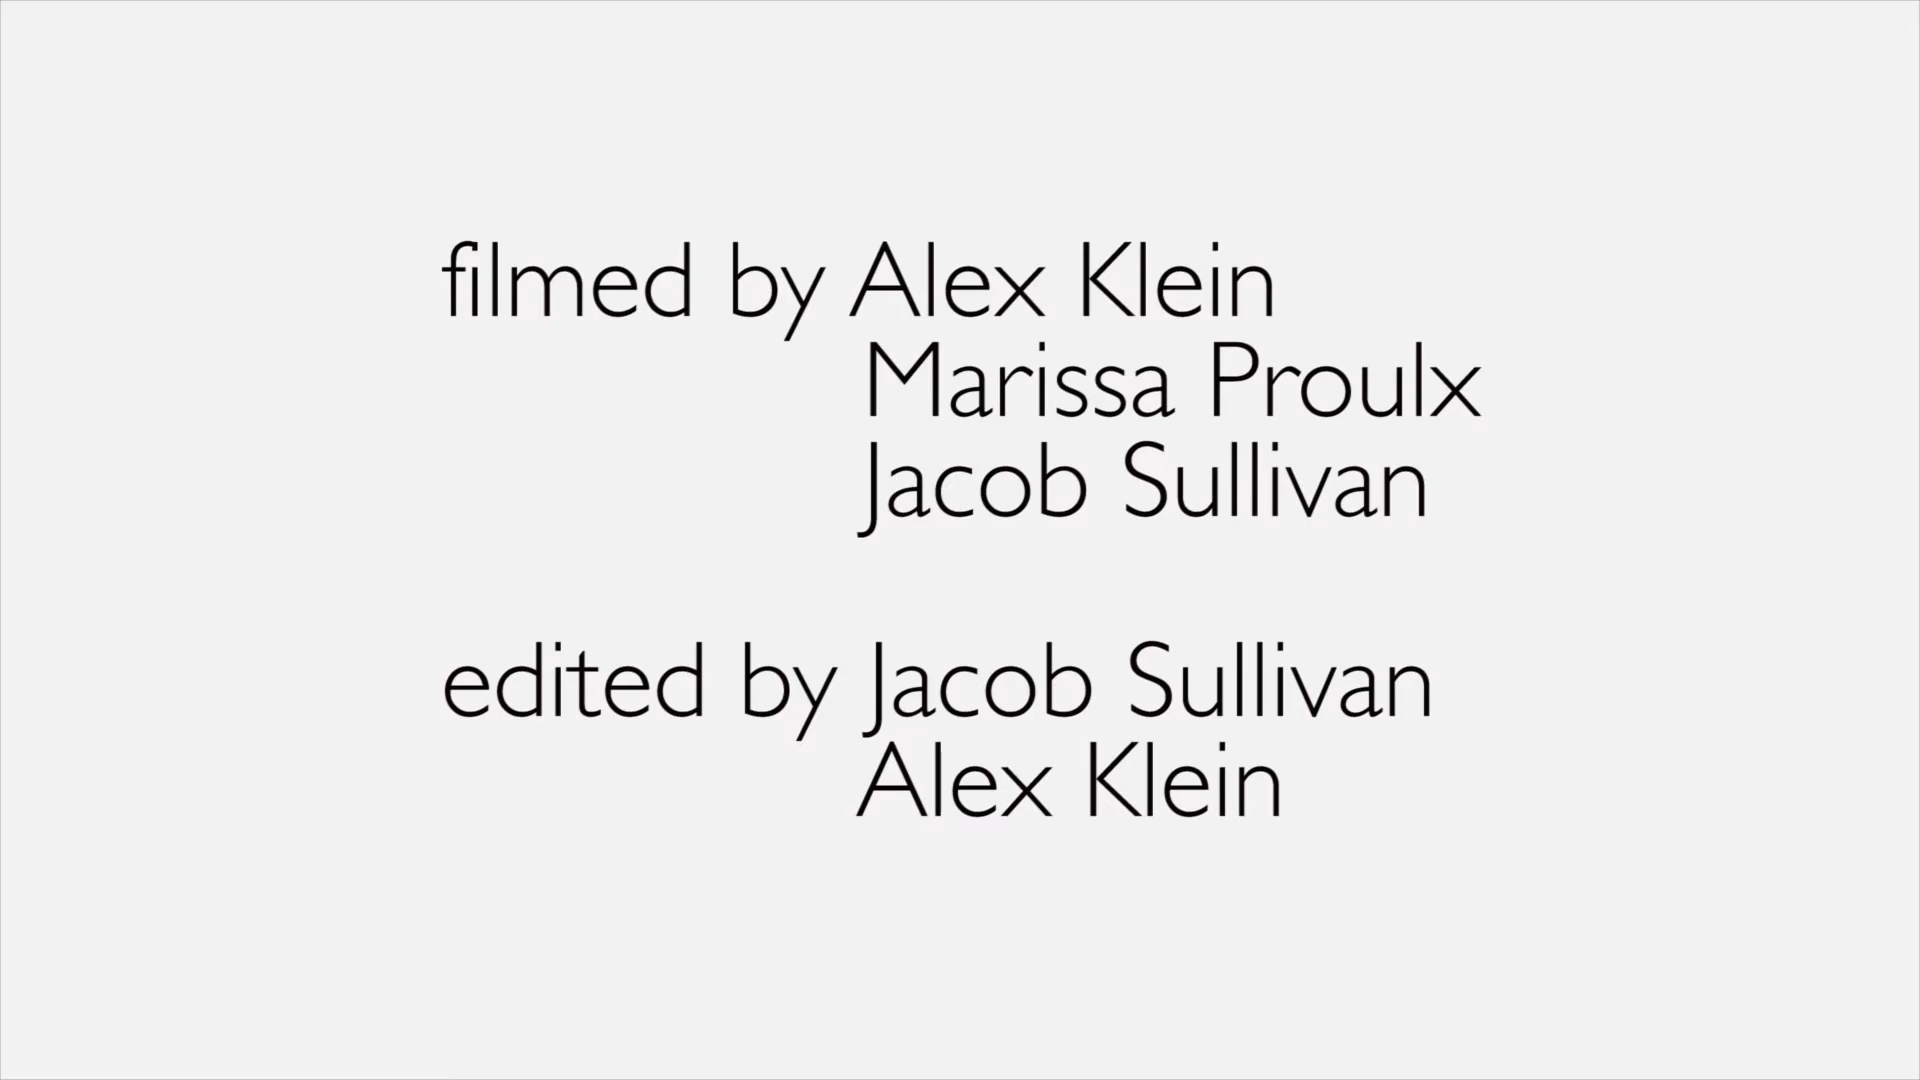 filmed by Alex Klein
Marissa Proulx
Jacob Sullivan
edited by Jacob Sullivan
Alex Klein